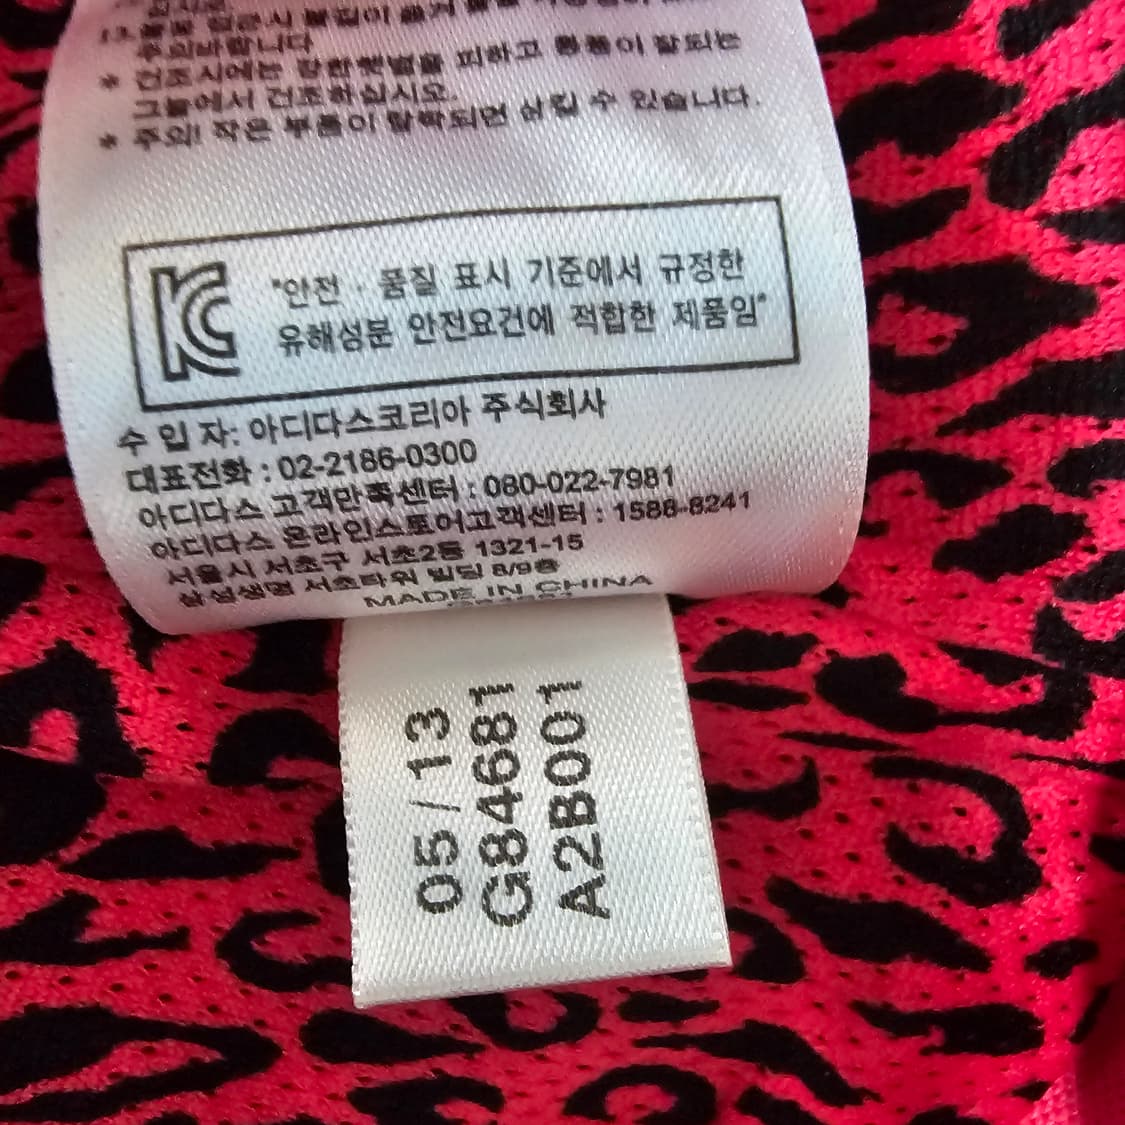 주의바랍니다
* 건조시에는 강한햇볕을 피하고 통풍이 잘되는
그늘에서 건조하십시오.
* 주의! 작은 부품이 탈락되면 삼킬 수 있습니다.
"안전 · 품질 표시 기준에서 규정한
유해성분 안전요건에 적합한 제품임"
수 입 자: 아디다스코리아 주식회사
대표전화 : 02-2186-0300
아디다스 고객만족센터 : 080-022-7981
아디다스 온라인스토어고객센터 : 1588-8241
서울시 서초구 서초2동 1321-15
삼성생명 서초타워 빌딩 8/9층
MADE IN CHINA
05/13
G84681
A2B001